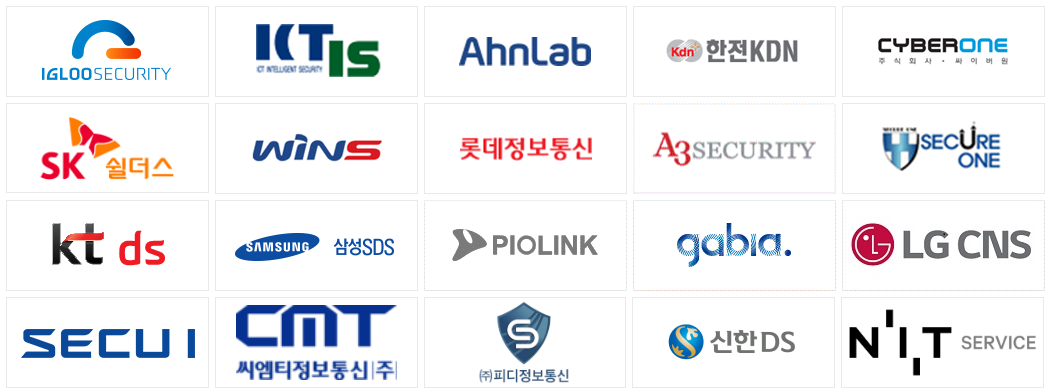 IGLOOSECURITY
ICTIS
ICT INTELLIGENT SECURITY
AhnLab
Kdn 한전KDN
CYBERONE
주식회사·싸이버원
SK 쉴더스
WINS
롯데정보통신
A3SECURITY
SECURE ONE
kt ds
SAMSUNG 삼성SDS
PIOLINK
gabia.
LG CNS
SECUI
CMT
씨엠티정보통신(주)
S
(주)피디정보통신
신한DS
NIT SERVICE